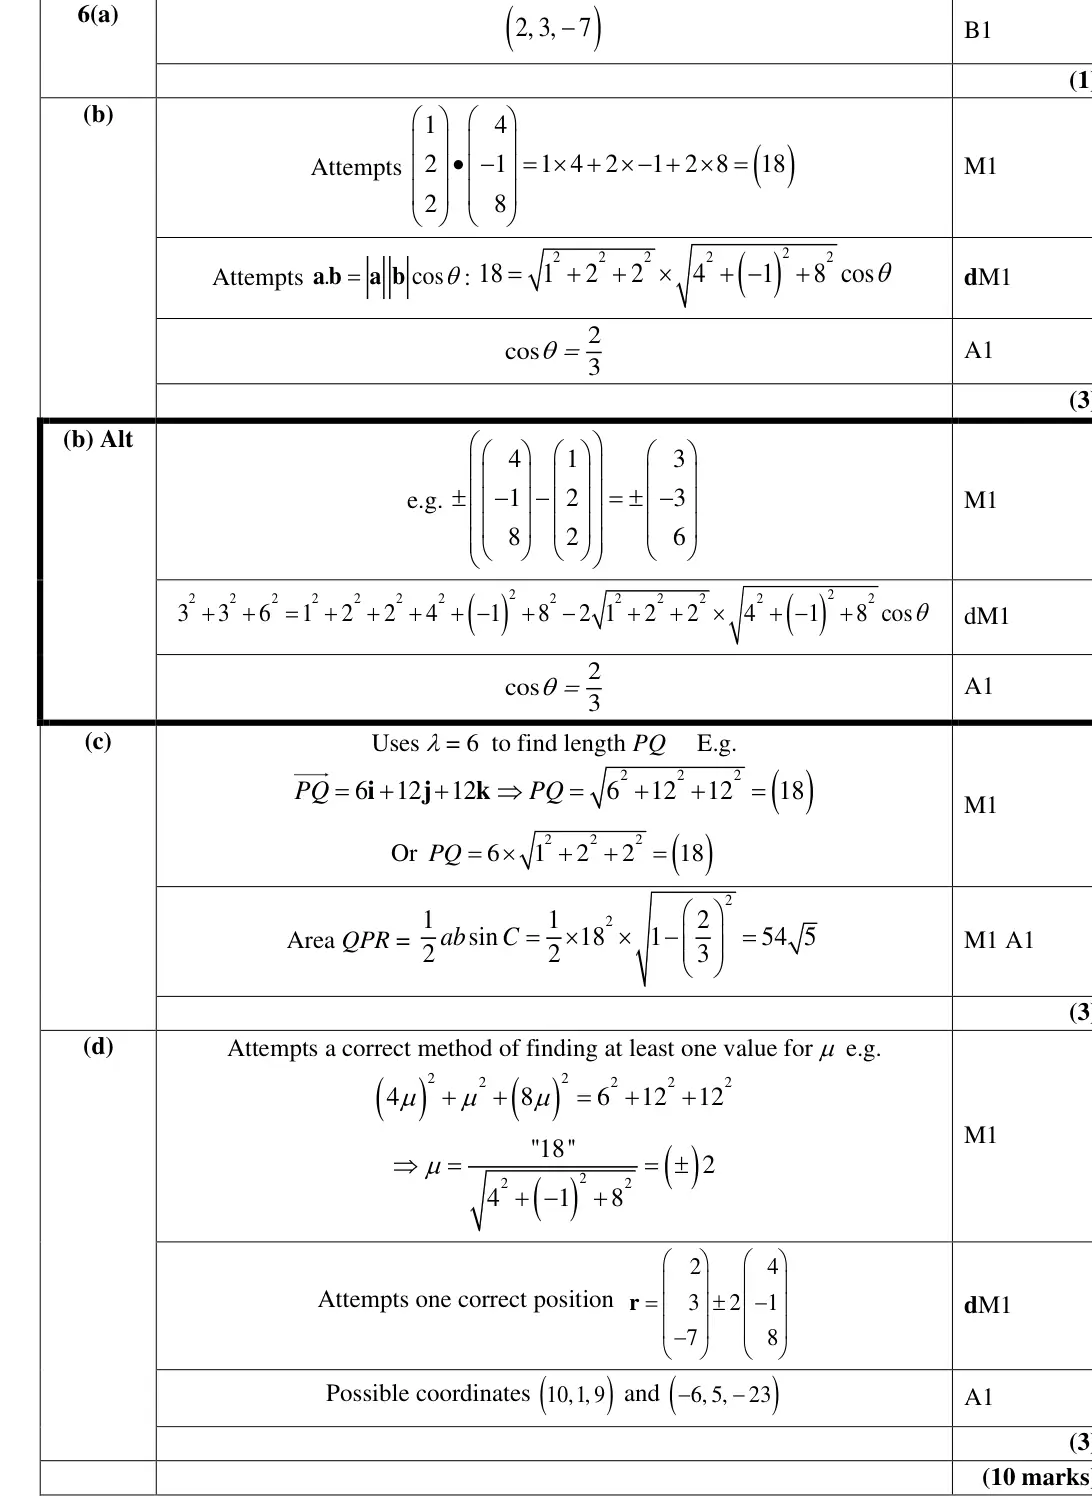 6(a) (2, 3, −7) B1
(1)
(b) Attempts (1 2 2) • (4 −1 8) = 1×4 + 2×−1 + 2×8 = (18) M1
Attempts a.b = |a||b| cos θ : 18 = √(1² + 2² + 2²) × √(4² + (−1)² + 8²) cos θ dM1
cos θ = 2/3 A1
(3)
(b) Alt e.g. ± ((4 −1 8) − (1 2 2)) = ± (3 −3 6) M1
3² + 3² + 6² = 1² + 2² + 2² + 4² + (−1)² + 8² − 2√(1² + 2² + 2²) × √(4² + (−1)² + 8²) cos θ dM1
cos θ = 2/3 A1
(c) Uses λ = 6 to find length PQ E.g.
PQ = 6i + 12j + 12k ⇒ PQ = √(6² + 12² + 12²) = (18) M1
Or PQ = 6 × √(1² + 2² + 2²) = (18)
Area QPR = 1/2 ab sin C = 1/2 × 18² × √(1 − (2/3)²) = 54√5 M1 A1
(3)
(d) Attempts a correct method of finding at least one value for μ e.g.
(4μ)² + μ² + (8μ)² = 6² + 12² + 12²
⇒ μ = "18" / √(4² + (−1)² + 8²) = (±) 2 M1
Attempts one correct position r = (2 3 −7) ± 2 (4 −1 8) dM1
Possible coordinates (10, 1, 9) and (−6, 5, −23) A1
(3)
(10 marks)